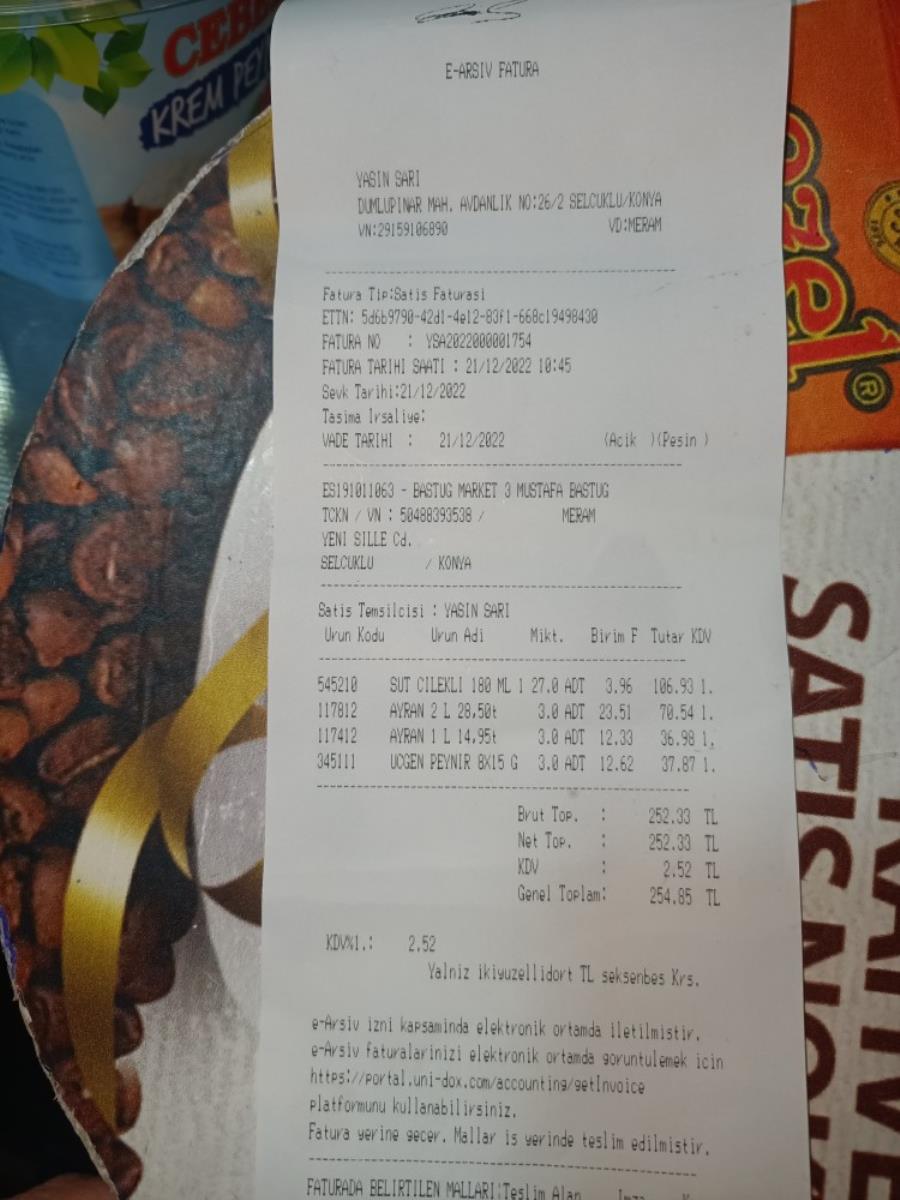 CEBE
KREM PEY
E-ARSIV FATURA
YASIN SARI
DUMLUPINAR MAH. AVDANLIK NO:26/2 SELCUKLU/KONYA
VN:29159106890 VD:MERAM
Fatura Tip:Satis Faturasi
ETTN: 5d6b9790-42d1-4e12-83f1-668c19498430
FATURA NO : YSA2022000001754
FATURA TARIHI SAATI : 21/12/2022 10:45
Sevk Tarihi:21/12/2022
Tasima Irsaliye:
VADE TARIHI : 21/12/2022 (Acik )(Pesin )
ES191011063 - BASTUG MARKET 3 MUSTAFA BASTUG
TCKN / VN : 50488393538 / MERAM
YENI SILLE Cd.
SELCUKLU / KONYA
Satis Temsilcisi : YASIN SARI
Urun Kodu Urun Adi Mikt. Birim F Tutar KDV
545210 SUT CILEKLI 180 ML 1 27.0 ADT 3.96 106.93 1.
117812 AYRAN 2 L 28,50t 3.0 ADT 23.51 70.54 1.
117412 AYRAN 1 L 14,95t 3.0 ADT 12.33 36.98 1.
345111 UCGEN PEYNIR 8X15 G 3.0 ADT 12.62 37.87 1.
Brut Top. : 252.33 TL
Net Top. : 252.33 TL
KDV : 2.52 TL
Genel Toplam: 254.85 TL
KDV%1.: 2.52
Yalniz ikiyuzellidort TL seksenbes Krs.
e-Arsiv izni kapsaminda elektronik ortamda iletilmistir.
e-Arsiv faturalarinizi elektronik ortamda goruntulemek icin
https://portal.uni-dox.com/accounting/getInvoice
platformunu kullanabilirsiniz.
Fatura yerine gecer. Mallar is yerinde teslim edilmistir.
FATURADA BELIRTILEN MALLARI:Teslim Alan
ozel®
SATIS NO